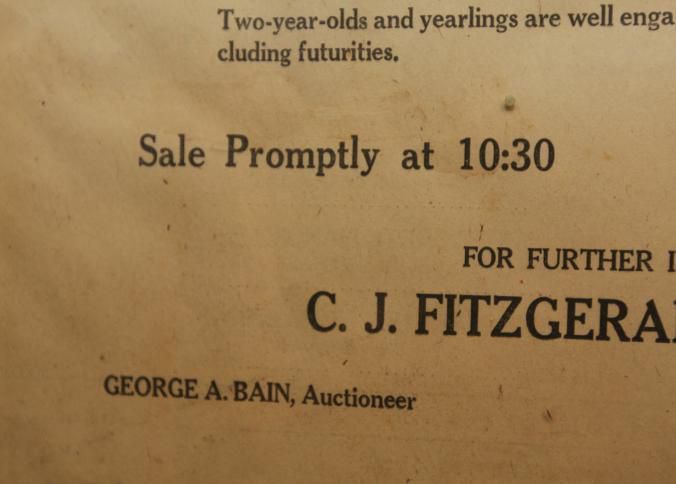 Two-year-olds and yearlings are well enga
cluding futurities.
Sale Promptly at 10:30
FOR FURTHER I
C. J. FITZGERA
GEORGE A. BAIN, Auctioneer